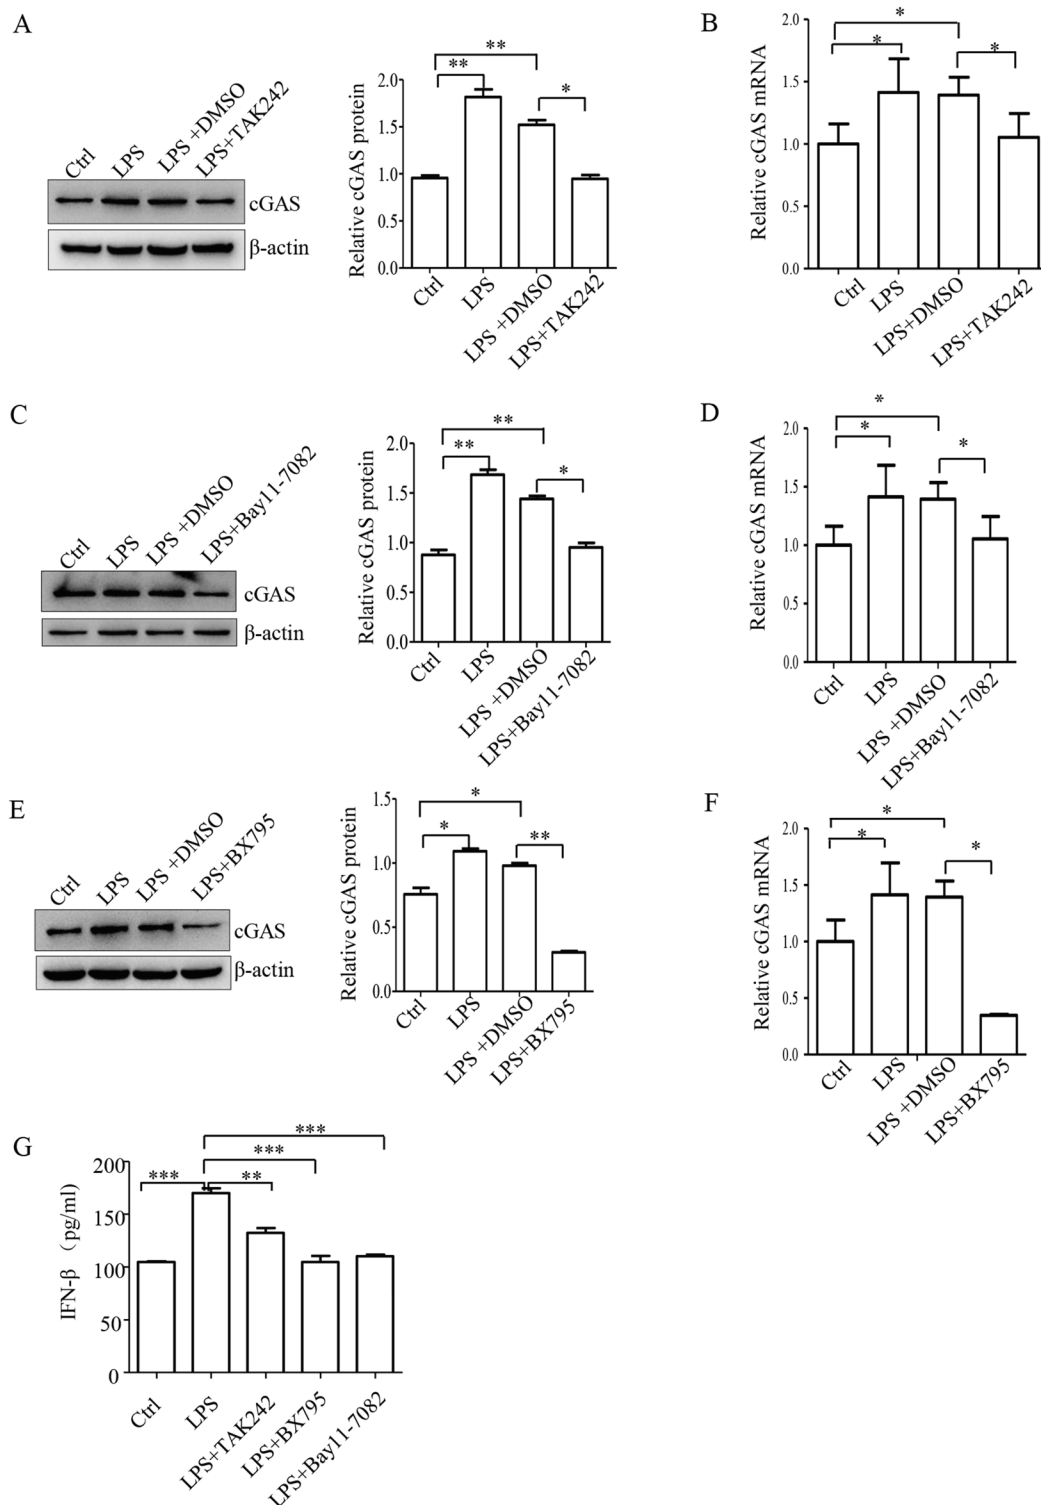 A
Ctrl
LPS
LPS +DMSO
LPS+TAK242
cGAS
β-actin
Relative cGAS protein
2.0
1.5
1.0
0.5
0.0
**
**
*
Ctrl
LPS
LPS +DMSO
LPS+TAK242
B
Relative cGAS mRNA
2.0
1.5
1.0
0.5
0.0
*
*
*
Ctrl
LPS
LPS+DMSO
LPS+TAK242
C
Ctrl
LPS
LPS +DMSO
LPS+Bay11-7082
cGAS
β-actin
Relative cGAS protein
2.0
1.5
1.0
0.5
0.0
**
**
*
Ctrl
LPS
LPS +DMSO
LPS+Bay11-7082
D
Relative cGAS mRNA
2.0
1.5
1.0
0.5
0.0
*
*
*
Ctrl
LPS
LPS +DMSO
LPS+Bay11-7082
E
Ctrl
LPS
LPS +DMSO
LPS+BX795
cGAS
β-actin
Relative cGAS protein
1.5
1.0
0.5
0.0
*
*
**
Ctrl
LPS
LPS +DMSO
LPS+BX795
F
Relative cGAS mRNA
2.0
1.5
1.0
0.5
0.0
*
*
*
Ctrl
LPS
LPS +DMSO
LPS+BX795
G
IFN-β （pg/ml)
200
150
100
50
0
***
***
***
**
Ctrl
LPS
LPS+TAK242
LPS+BX795
LPS+Bay11-7082